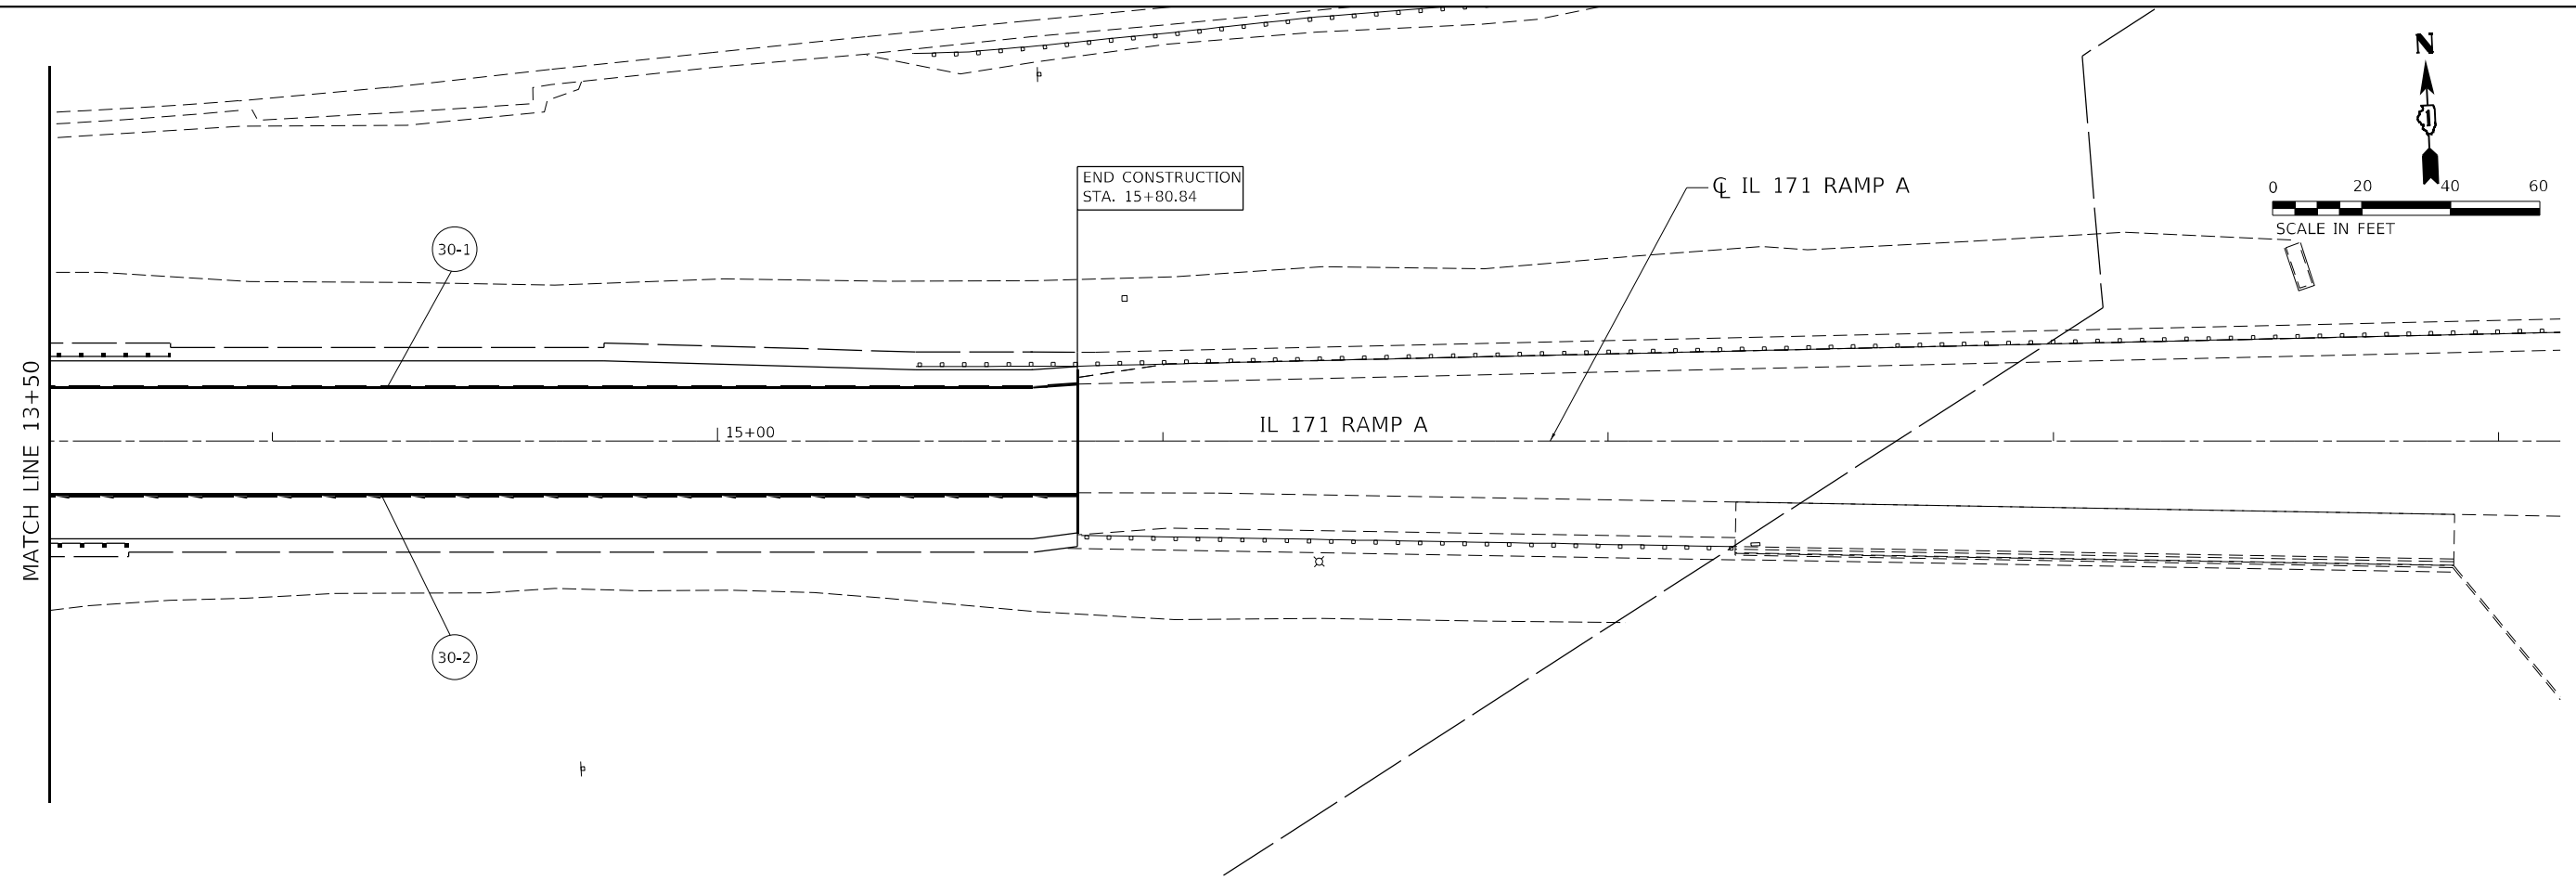 N
END CONSTRUCTION
STA. 15+80.84
℄ IL 171 RAMP A
0 20 40 60
SCALE IN FEET
30-1
MATCH LINE 13+50
15+00
IL 171 RAMP A
30-2